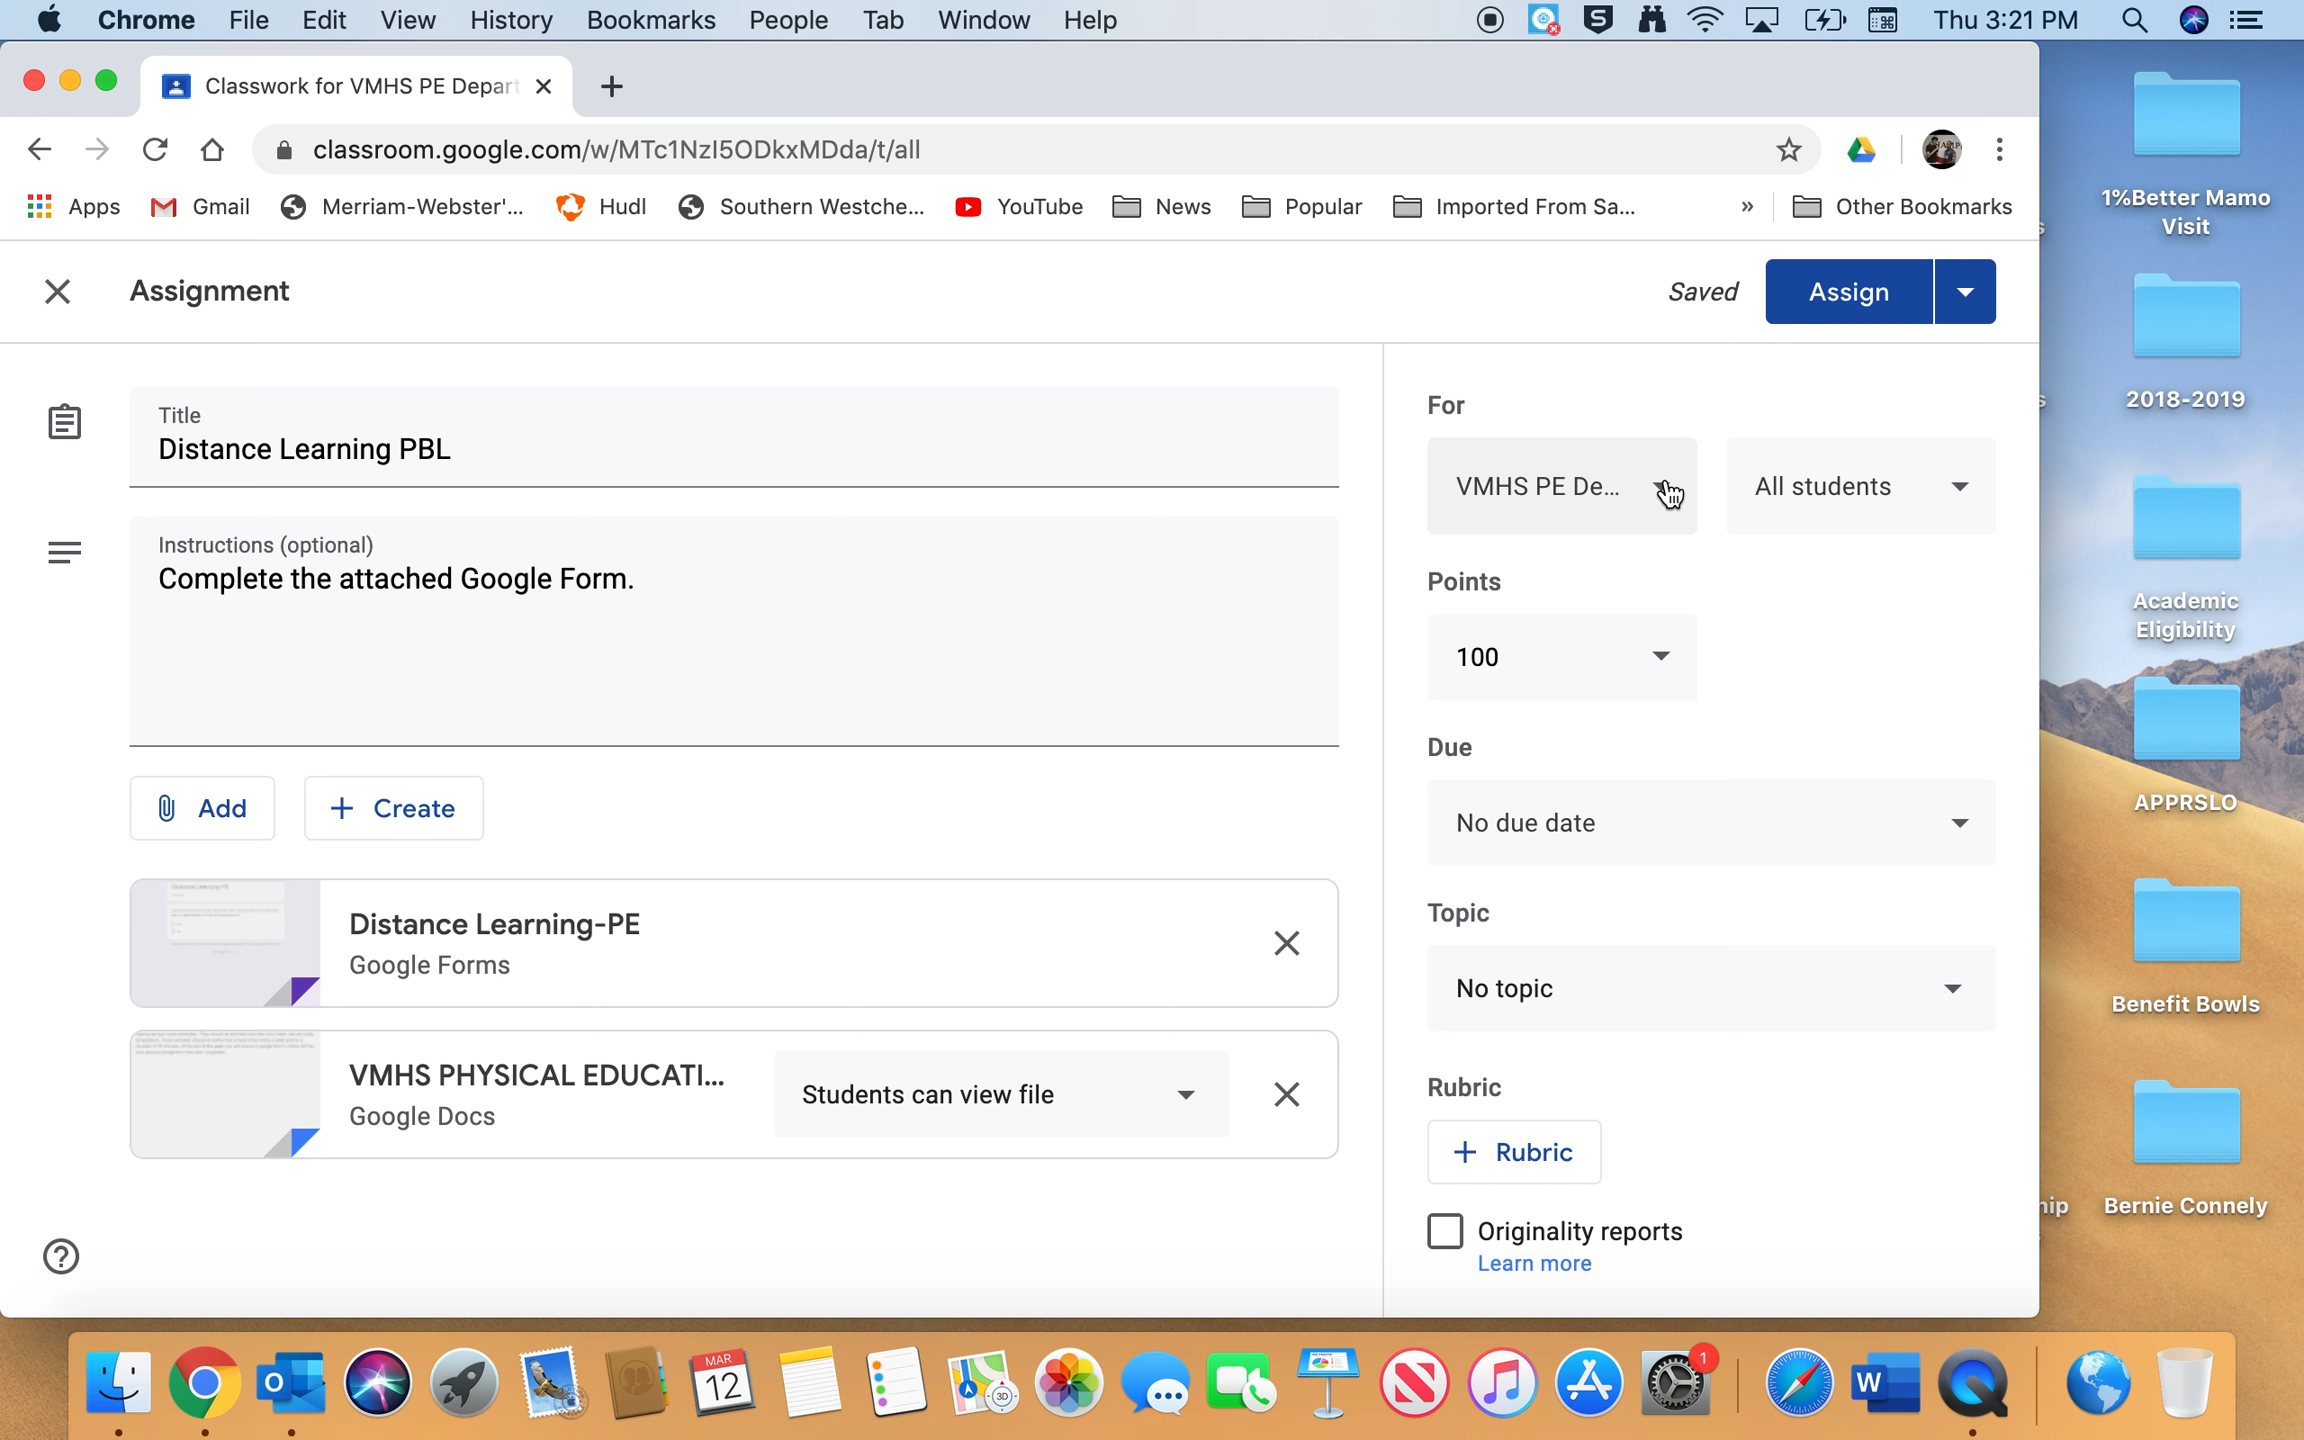 Chrome File Edit View History Bookmarks People Tab Window Help Thu 3:21 PM
Classwork for VMHS PE Depart
classroom.google.com/w/MTc1NzI5ODkxMDda/t/all
Apps Gmail Merriam-Webster'... Hudl Southern Westche... YouTube News Popular Imported From Sa... » Other Bookmarks
Assignment
Saved
Assign
Title
Distance Learning PBL
Instructions (optional)
Complete the attached Google Form.
Add
+ Create
Distance Learning-PE
Google Forms
VMHS PHYSICAL EDUCATI...
Google Docs
Students can view file
For
VMHS PE De...
All students
Points
100
Due
No due date
Topic
No topic
Rubric
+ Rubric
Originality reports
Learn more
1%Better Mamo
Visit
2018-2019
Academic
Eligibility
APPRSLO
Benefit Bowls
Bernie Connely
MAR
12
3D
1
W